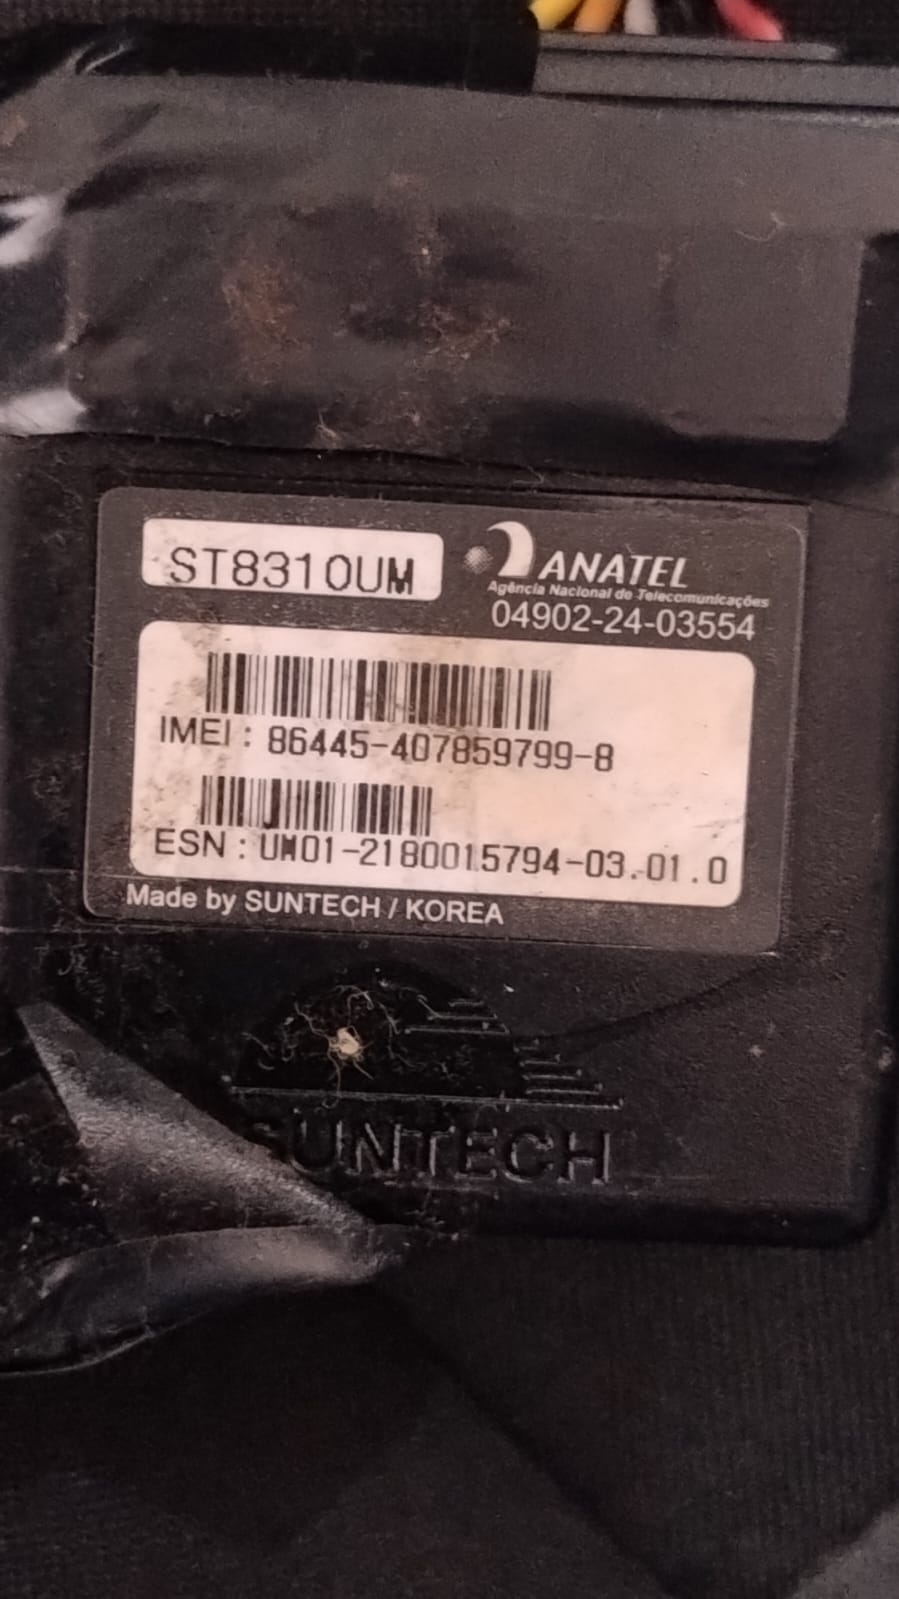 ST8310UM
ANATEL
Agência Nacional de Telecomunicações
04902-24-03554
IMEI : 86445-407859799-8
ESN : UM01-2180015794-03.01.0
Made by SUNTECH / KOREA
SUNTECH